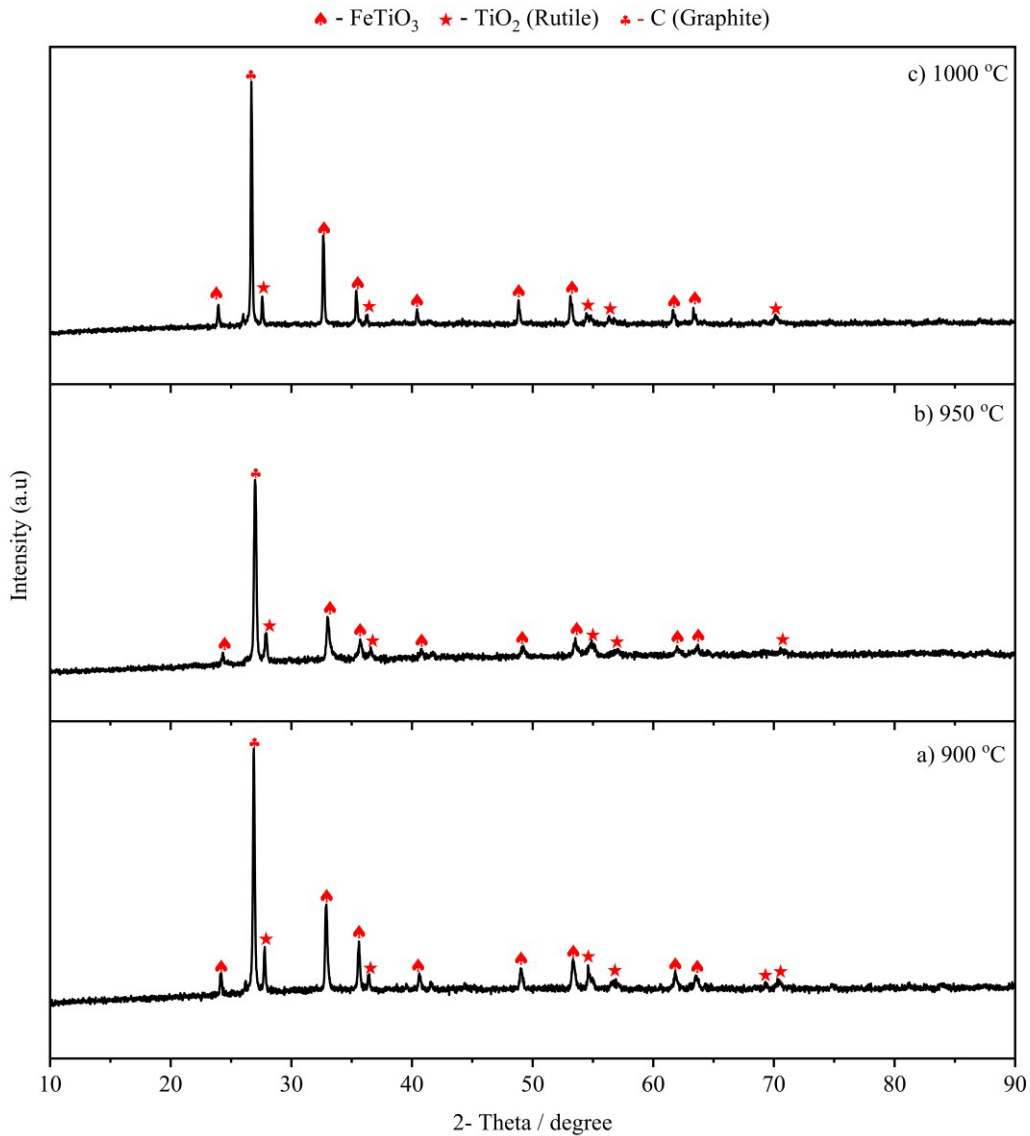 ♠ - FeTiO₃ ★ - TiO₂ (Rutile) ♣ - C (Graphite)
c) 1000 °C
b) 950 °C
a) 900 °C
Intensity (a.u)
10 20 30 40 50 60 70 80 90
2- Theta / degree